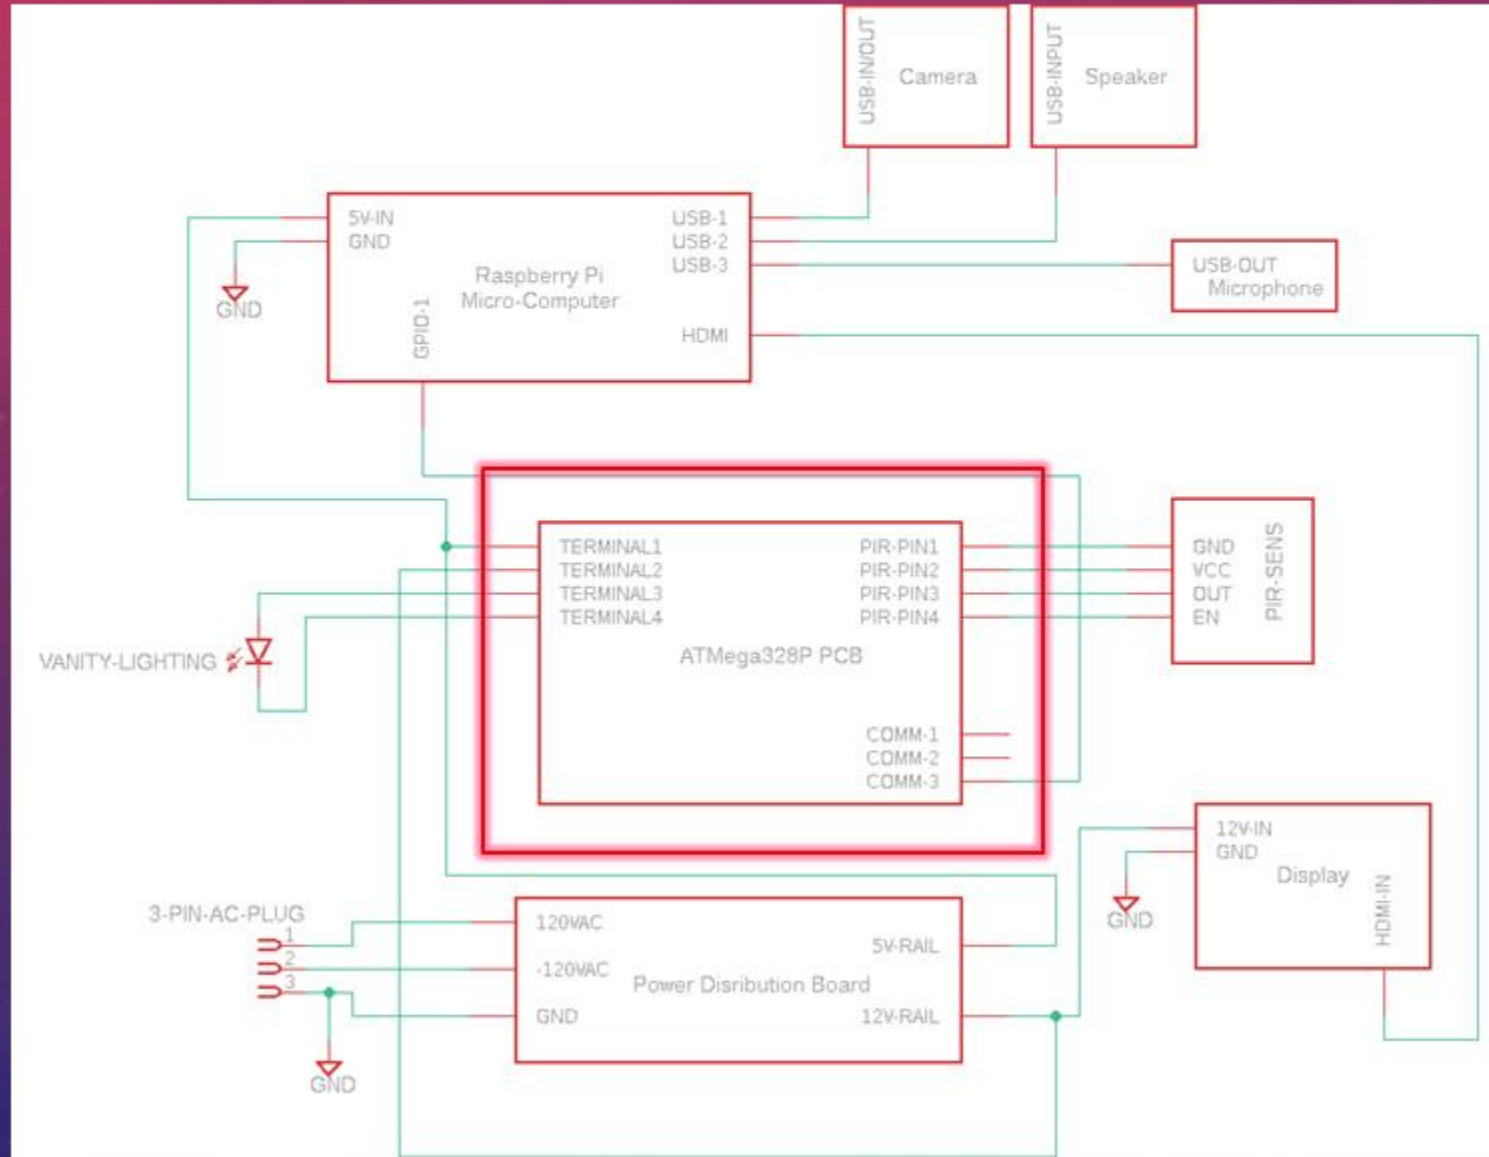 USB-IN/OUT
Camera
USB-INPUT
Speaker
5V-IN
GND
USB-1
USB-2
USB-3
Raspberry Pi
Micro-Computer
GPIO-1
HDMI
GND
USB-OUT
Microphone
TERMINAL1
TERMINAL2
TERMINAL3
TERMINAL4
PIR-PIN1
PIR-PIN2
PIR-PIN3
PIR-PIN4
ATMega328P PCB
COMM-1
COMM-2
COMM-3
GND
VCC
OUT
EN
PIR-SENS
VANITY-LIGHTING
12V-IN
GND
Display
HDMI-IN
GND
3-PIN-AC-PLUG
1
2
3
GND
120VAC
-120VAC
GND
Power Disribution Board
5V-RAIL
12V-RAIL